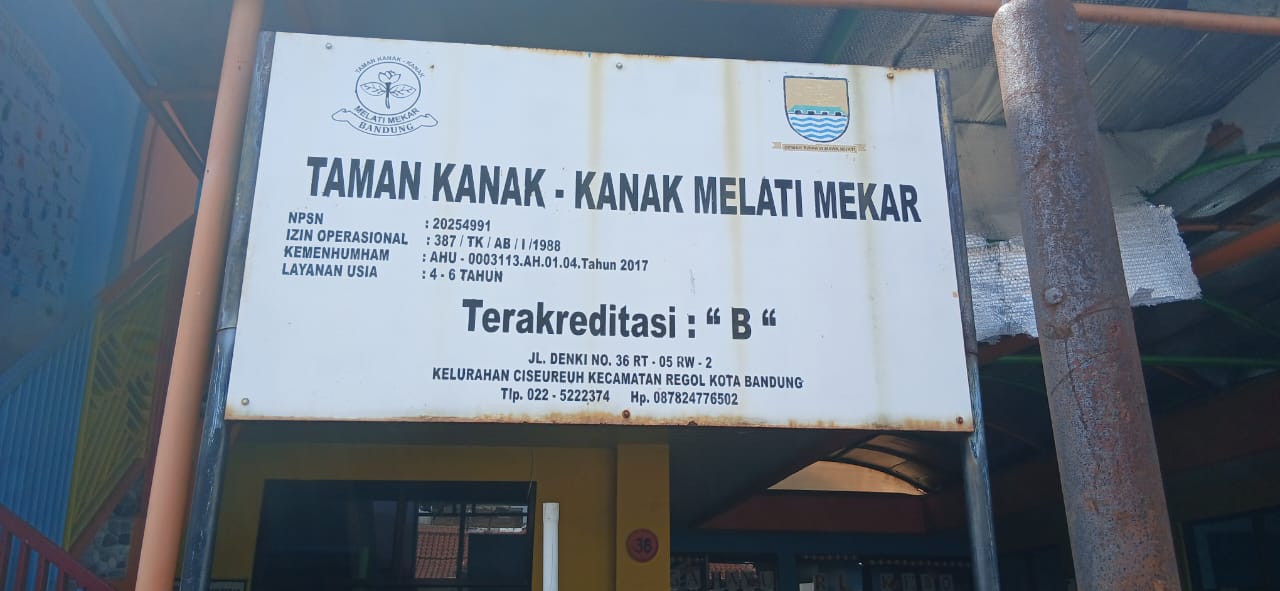 TAMAN KANAK - KANAK
MELATI MEKAR
BANDUNG
TAMAN KANAK - KANAK MELATI MEKAR
NPSN : 20254991
IZIN OPERASIONAL : 387 / TK / AB / I /1988
KEMENHUMHAM : AHU - 0003113.AH.01.04.Tahun 2017
LAYANAN USIA : 4 - 6 TAHUN
Terakreditasi : “ B “
JL. DENKI NO. 36 RT - 05 RW - 2
KELURAHAN CISEUREUH KECAMATAN REGOL KOTA BANDUNG
Tlp. 022 - 5222374 Hp. 087824776502
36